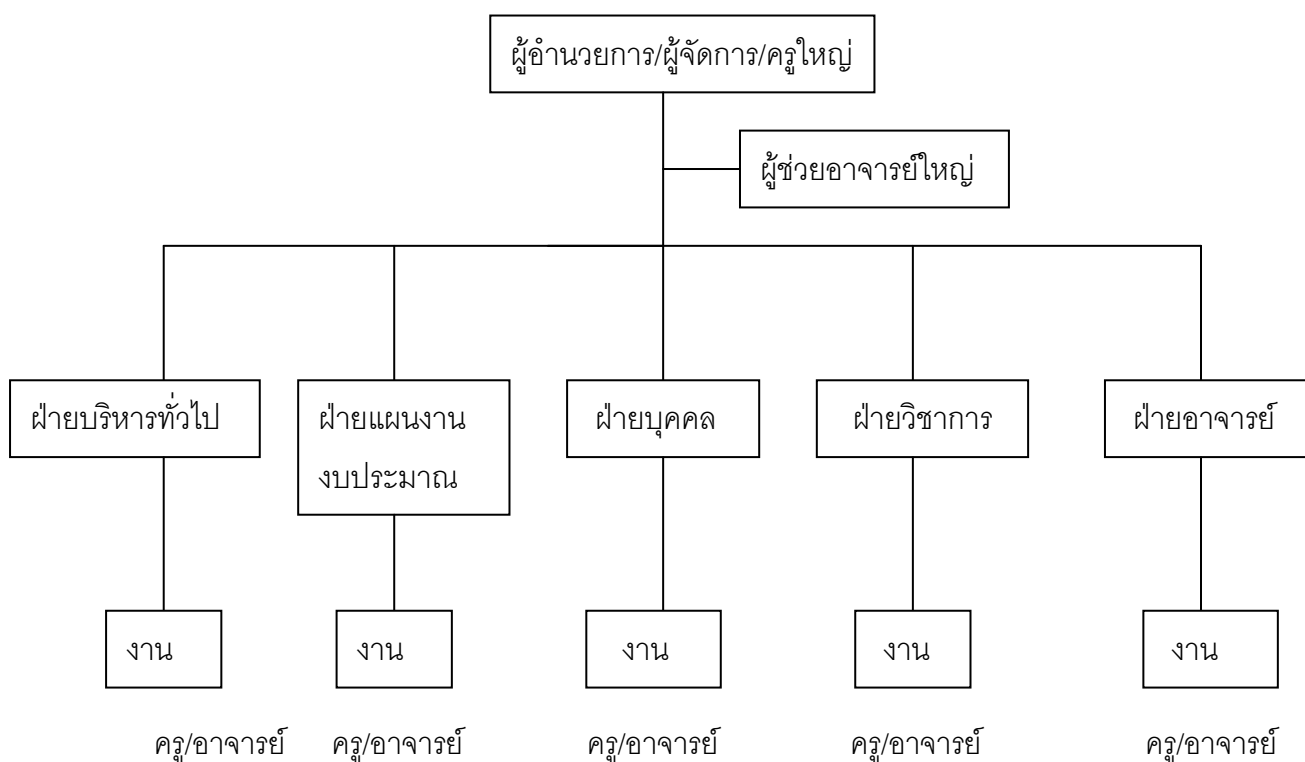 ผู้อำนวยการ/ผู้จัดการ/ครูใหญ่
ผู้ช่วยอาจารย์ใหญ่
ฝ่ายบริหารทั่วไป
ฝ่ายแผนงาน
งบประมาณ
ฝ่ายบุคคล
ฝ่ายวิชาการ
ฝ่ายอาจารย์
งาน
งาน
งาน
งาน
งาน
ครู/อาจารย์
ครู/อาจารย์
ครู/อาจารย์
ครู/อาจารย์
ครู/อาจารย์